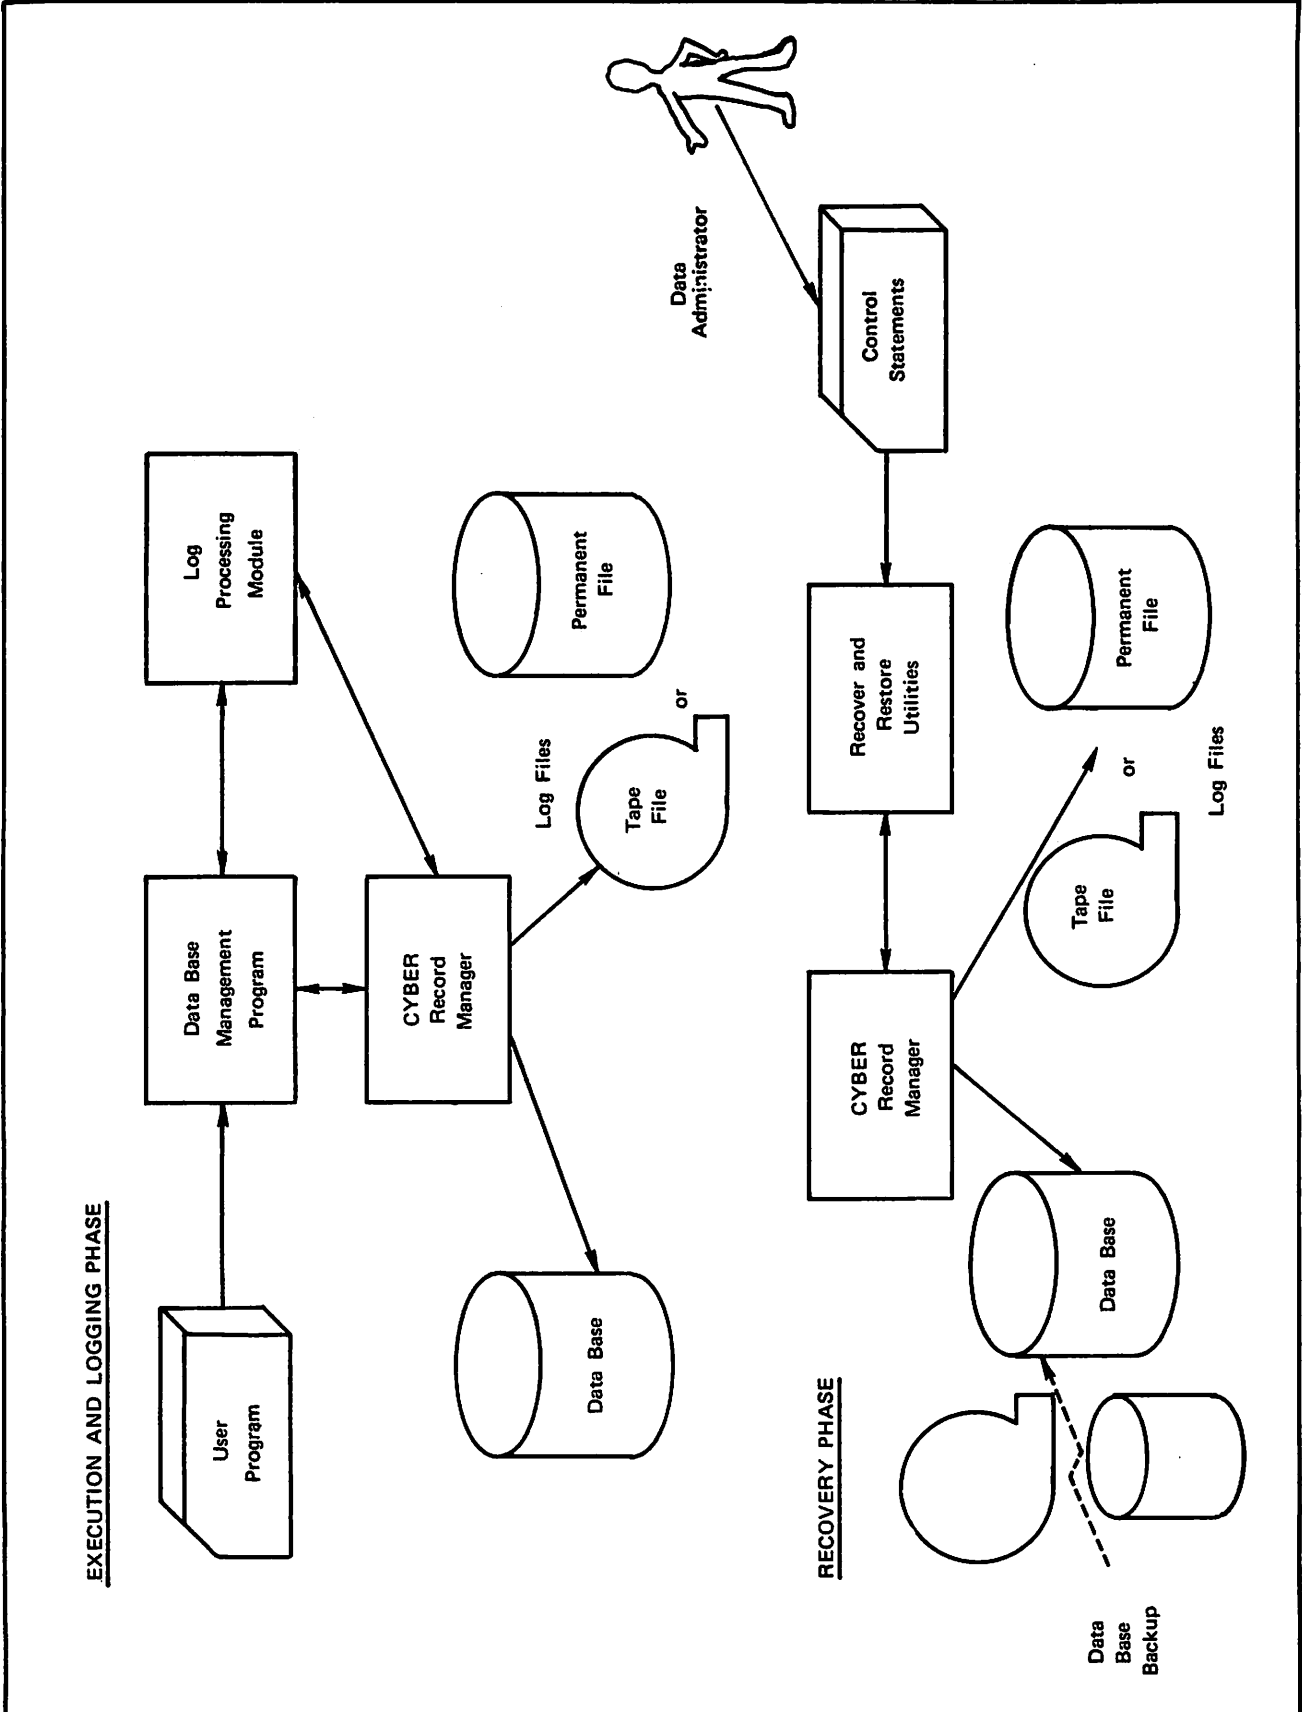 EXECUTION AND LOGGING PHASE
User
Program
Data Base
Management
Program
Log
Processing
Module
CYBER
Record
Manager
Data Base
Log Files
Tape
File
or
Permanent
File
RECOVERY PHASE
Data
Base
Backup
Data Base
CYBER
Record
Manager
Recover and
Restore
Utilities
Control
Statements
Data
Administrator
Tape
File
or
Permanent
File
Log Files